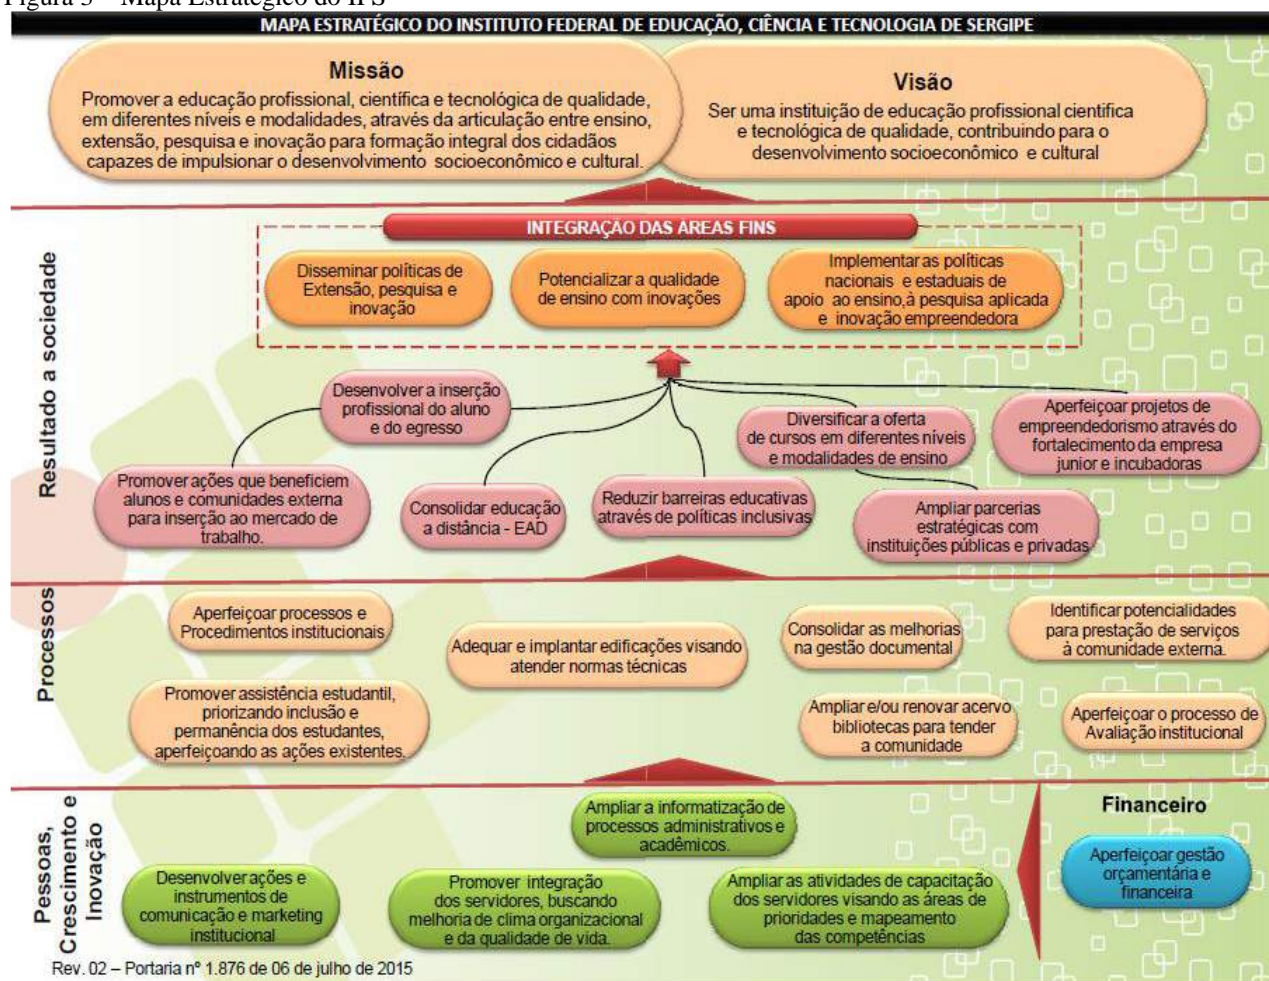 Figura 3 – Mapa Estratégico do IFS
MAPA ESTRATÉGICO DO INSTITUTO FEDERAL DE EDUCAÇÃO, CIÊNCIA E TECNOLOGIA DE SERGIPE
Missão
Promover a educação profissional, científica e tecnológica de qualidade,
em diferentes níveis e modalidades, através da articulação entre ensino,
extensão, pesquisa e inovação para formação integral dos cidadãos
capazes de impulsionar o desenvolvimento socioeconômico e cultural.
Visão
Ser uma instituição de educação profissional cientifica
e tecnológica de qualidade, contribuindo para o
desenvolvimento socioeconômico e cultural
Resultado a sociedade
INTEGRAÇÃO DAS ÁREAS FINS
Disseminar políticas de
Extensão, pesquisa e
inovação
Potencializar a qualidade
de ensino com inovações
Implementar as políticas
nacionais e estaduais de
apoio ao ensino,à pesquisa aplicada
e inovação empreendedora
Desenvolver a inserção
profissional do aluno
e do egresso
Diversificar a oferta
de cursos em diferentes níveis
e modalidades de ensino
Aperfeiçoar projetos de
empreendedorismo através do
fortalecimento da empresa
junior e incubadoras
Promover ações que beneficiem
alunos e comunidades externa
para inserção ao mercado de
trabalho.
Consolidar educação
a distância - EAD
Reduzir barreiras educativas
através de políticas inclusivas
Ampliar parcerias
estratégicas com
instituições públicas e privadas
Processos
Aperfeiçoar processos e
Procedimentos institucionais
Adequar e implantar edificações visando
atender normas técnicas
Consolidar as melhorias
na gestão documental
Identificar potencialidades
para prestação de serviços
à comunidade externa.
Promover assistência estudantil,
priorizando inclusão e
permanência dos estudantes,
aperfeiçoando as ações existentes.
Ampliar e/ou renovar acervo
bibliotecas para tender
a comunidade
Aperfeiçoar o processo de
Avaliação institucional
Pessoas,
Crescimento e
Inovação
Ampliar a informatização de
processos administrativos e
acadêmicos.
Desenvolver ações e
instrumentos de
comunicação e marketing
institucional
Promover integração
dos servidores, buscando
melhoria de clima organizacional
e da qualidade de vida.
Ampliar as atividades de capacitação
dos servidores visando as áreas de
prioridades e mapeamento
das competências
Financeiro
Aperfeiçoar gestão
orçamentária e
financeira
Rev. 02 – Portaria nº 1.876 de 06 de julho de 2015